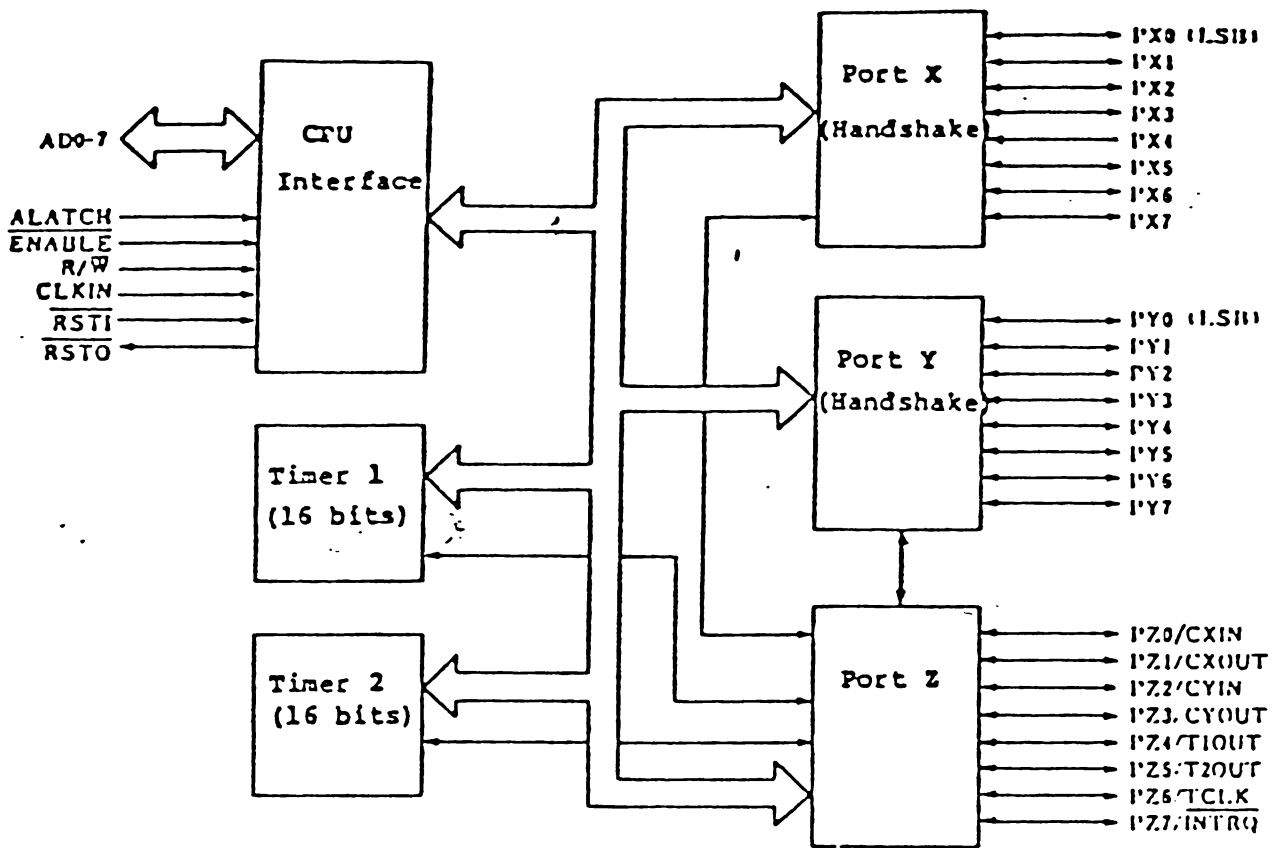 AD0-7
ALATCH
ENABLE
R/W
CLKIN
RSTI
RSTO
CPU
Interface
Timer 1
(16 bits)
Timer 2
(16 bits)
Port X
(Handshake)
PX0 (LSB)
PX1
PX2
PX3
PX4
PX5
PX6
PX7
Port Y
(Handshake)
PY0 (LSB)
PY1
PY2
PY3
PY4
PY5
PY6
PY7
Port Z
PZ0/CXIN
PZ1/CXOUT
PZ2/CYIN
PZ3/CYOUT
PZ4/T1OUT
PZ5/T2OUT
PZ6/TCLK
PZ7/INTRQ